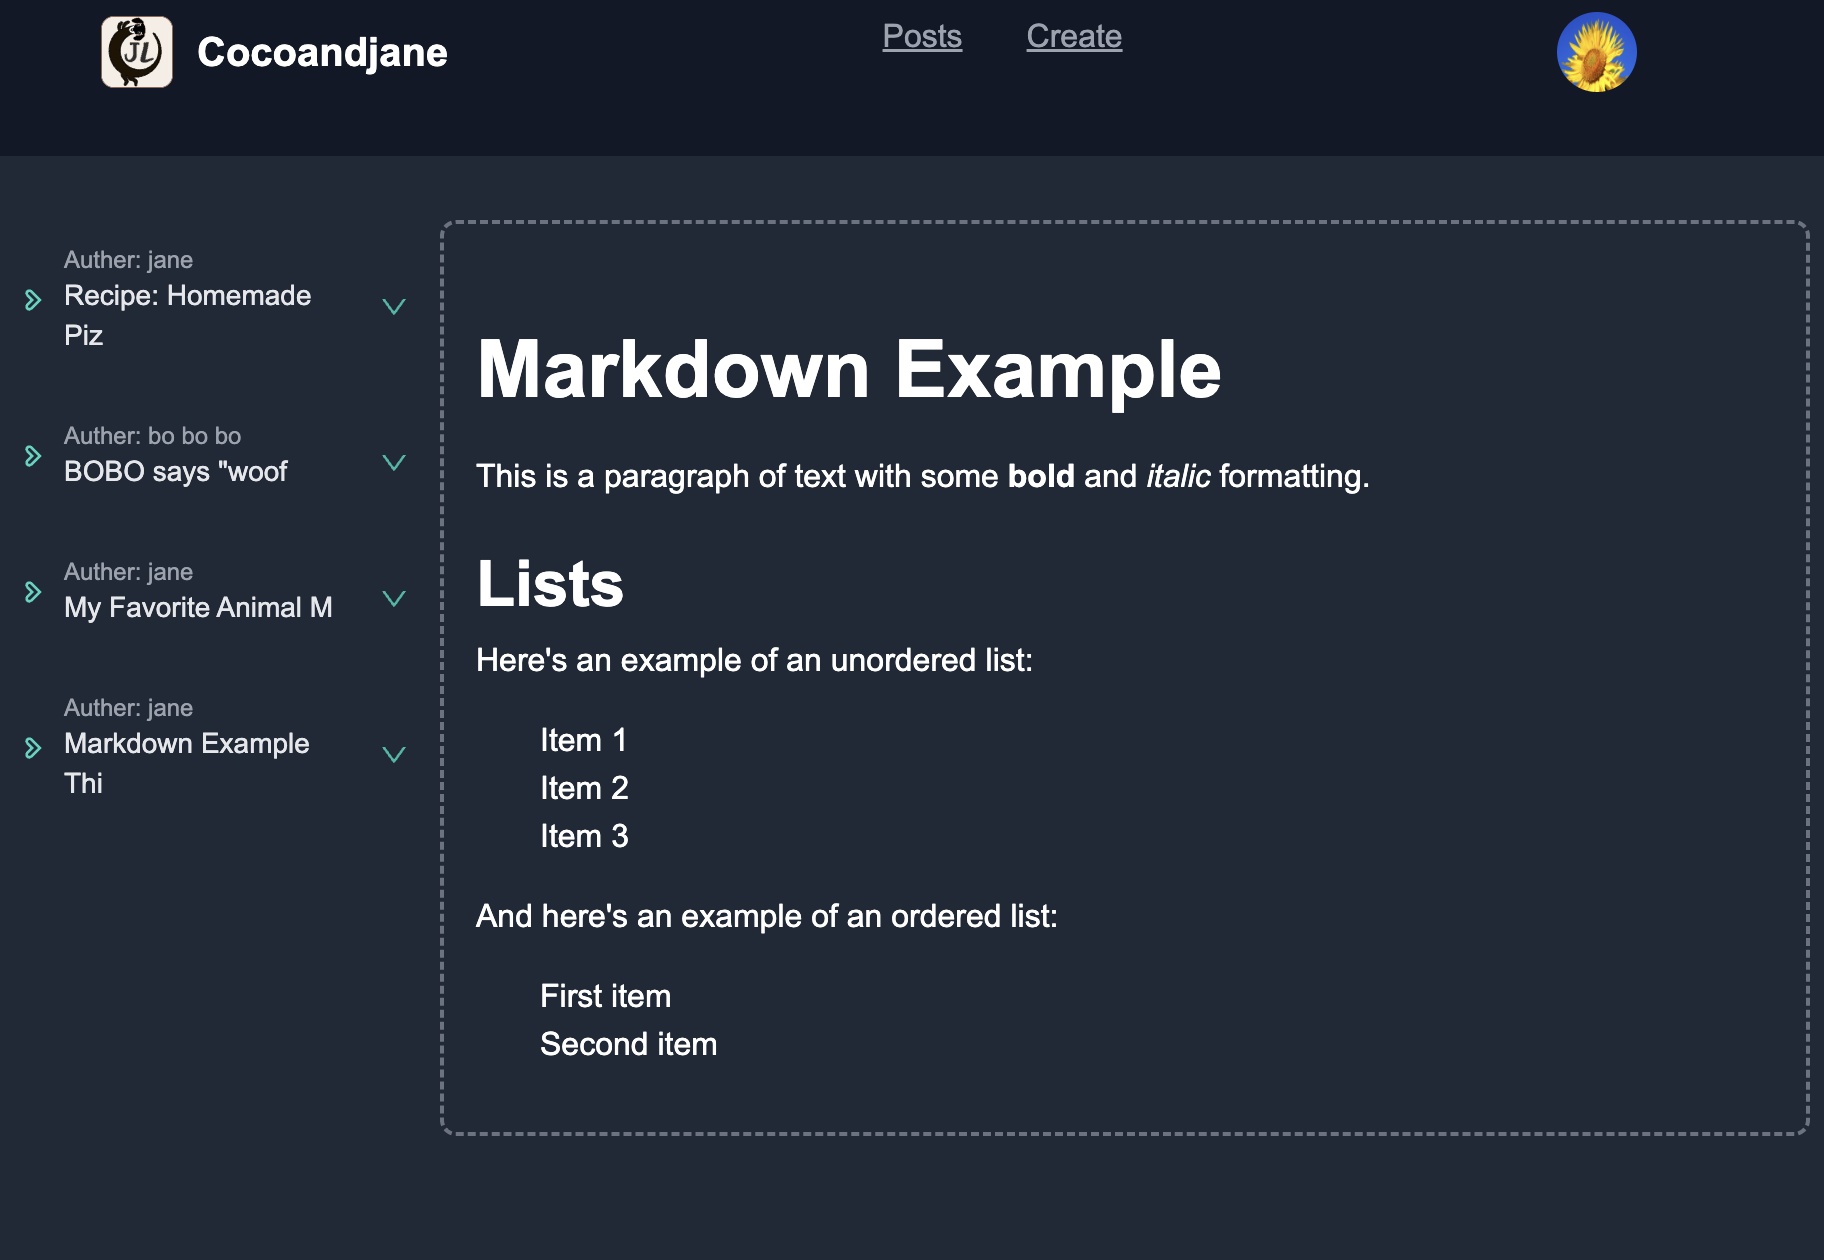 JL
Cocoandjane
Posts
Create
Auther: jane
Recipe: Homemade
Piz
Auther: bo bo bo
BOBO says "woof
Auther: jane
My Favorite Animal M
Auther: jane
Markdown Example
Thi
Markdown Example
This is a paragraph of text with some bold and italic formatting.
Lists
Here's an example of an unordered list:
Item 1
Item 2
Item 3
And here's an example of an ordered list:
First item
Second item